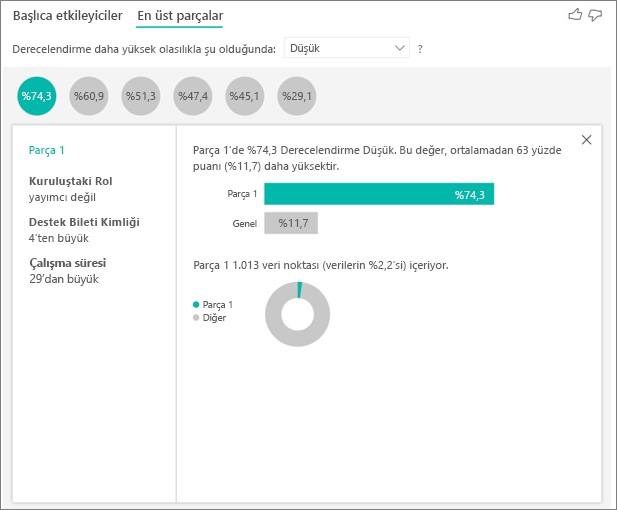 Başlıca etkileyiciler En üst parçalar
Derecelendirme daha yüksek olasılıkla şu olduğunda: Düşük ?
%74,3 %60,9 %51,3 %47,4 %45,1 %29,1
Parça 1
Kuruluştaki Rol
yayımcı değil
Destek Bileti Kimliği
4'ten büyük
Çalışma süresi
29'dan büyük
Parça 1'de %74,3 Derecelendirme Düşük. Bu değer, ortalamadan 63 yüzde
puanı (%11,7) daha yüksektir.
Parça 1 %74,3
Genel %11,7
Parça 1 1.013 veri noktası (verilerin %2,2'si) içeriyor.
Parça 1
Diğer